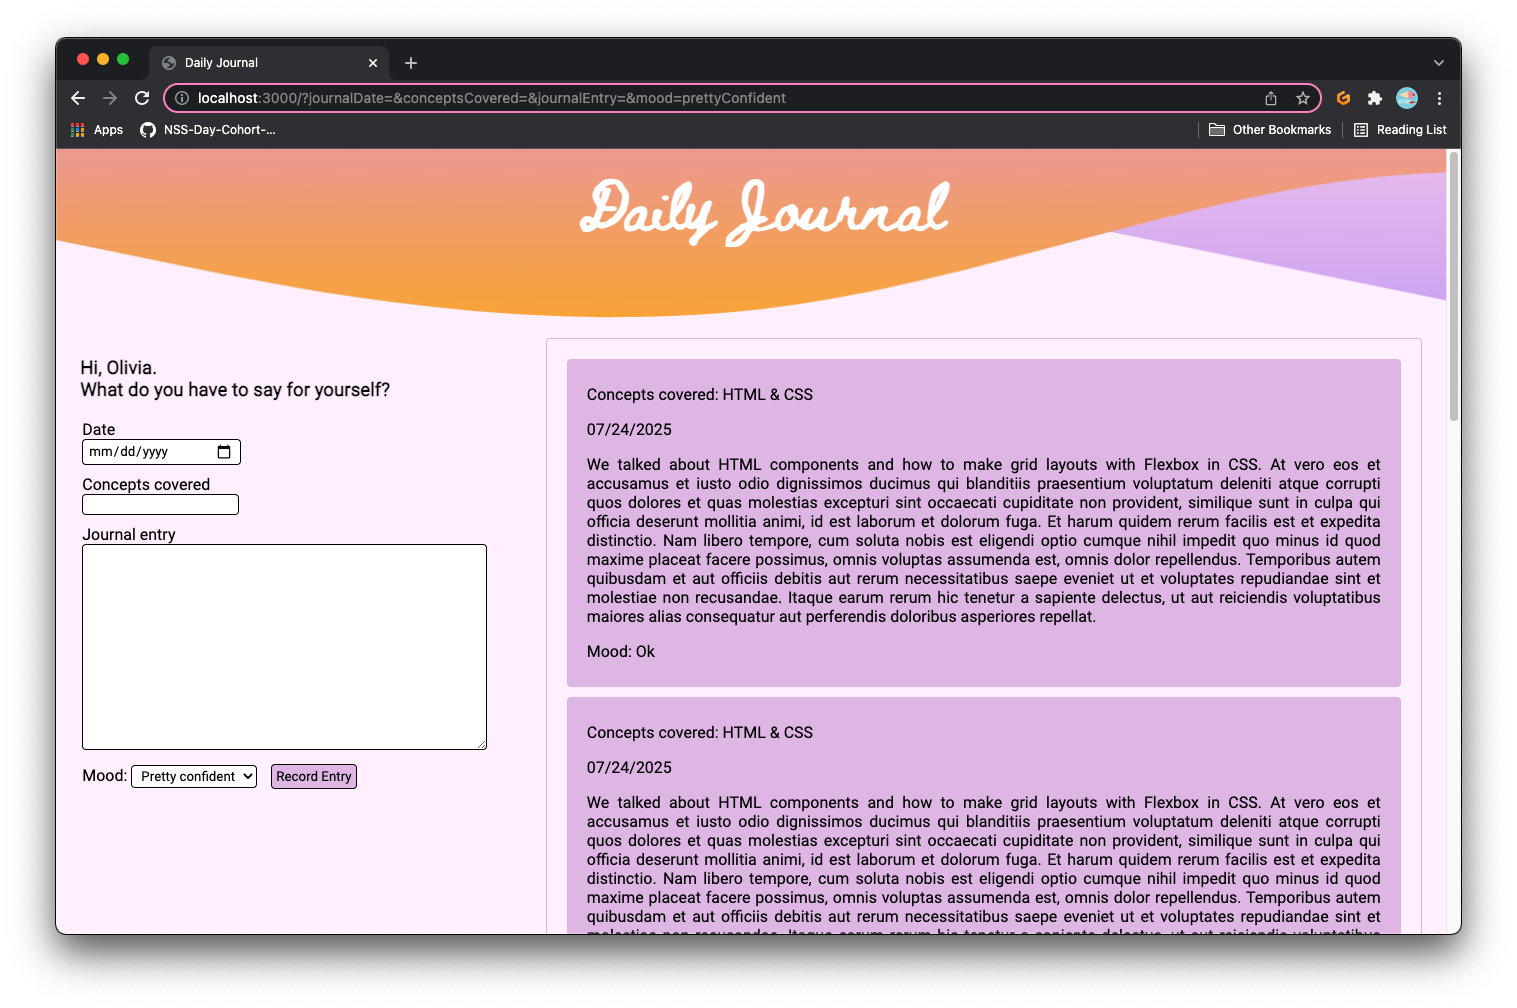 Daily Journal
localhost:3000/?journalDate=&conceptsCovered=&journalEntry=&mood=prettyConfident
Apps
NSS-Day-Cohort-...
Other Bookmarks
Reading List
Daily Journal
Hi, Olivia.
What do you have to say for yourself?
Date
mm/dd/yyyy
Concepts covered
Journal entry
Mood: Pretty confident Record Entry
Concepts covered: HTML & CSS
07/24/2025
We talked about HTML components and how to make grid layouts with Flexbox in CSS. At vero eos et
accusamus et iusto odio dignissimos ducimus qui blanditiis praesentium voluptatum deleniti atque corrupti
quos dolores et quas molestias excepturi sint occaecati cupiditate non provident, similique sunt in culpa qui
officia deserunt mollitia animi, id est laborum et dolorum fuga. Et harum quidem rerum facilis est et expedita
distinctio. Nam libero tempore, cum soluta nobis est eligendi optio cumque nihil impedit quo minus id quod
maxime placeat facere possimus, omnis voluptas assumenda est, omnis dolor repellendus. Temporibus autem
quibusdam et aut officiis debitis aut rerum necessitatibus saepe eveniet ut et voluptates repudiandae sint et
molestiae non recusandae. Itaque earum rerum hic tenetur a sapiente delectus, ut aut reiciendis voluptatibus
maiores alias consequatur aut perferendis doloribus asperiores repellat.
Mood: Ok
Concepts covered: HTML & CSS
07/24/2025
We talked about HTML components and how to make grid layouts with Flexbox in CSS. At vero eos et
accusamus et iusto odio dignissimos ducimus qui blanditiis praesentium voluptatum deleniti atque corrupti
quos dolores et quas molestias excepturi sint occaecati cupiditate non provident, similique sunt in culpa qui
officia deserunt mollitia animi, id est laborum et dolorum fuga. Et harum quidem rerum facilis est et expedita
distinctio. Nam libero tempore, cum soluta nobis est eligendi optio cumque nihil impedit quo minus id quod
maxime placeat facere possimus, omnis voluptas assumenda est, omnis dolor repellendus. Temporibus autem
quibusdam et aut officiis debitis aut rerum necessitatibus saepe eveniet ut et voluptates repudiandae sint et